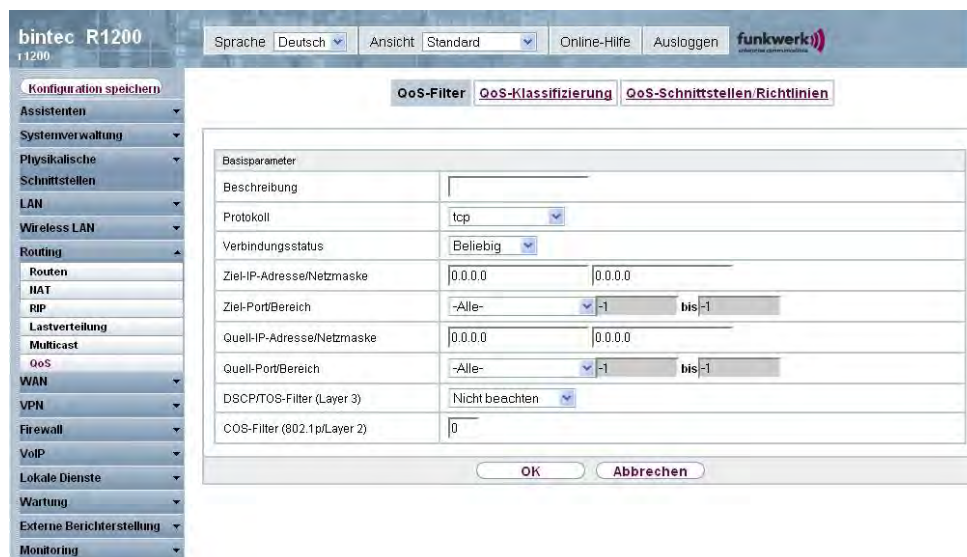 bintec R1200
r1200
Sprache Deutsch Ansicht Standard Online-Hilfe Ausloggen funkwerk
Konfiguration speichern
Assistenten
Systemverwaltung
Physikalische
Schnittstellen
LAN
Wireless LAN
Routing
Routen
NAT
RIP
Lastverteilung
Multicast
QoS
WAN
VPN
Firewall
VoIP
Lokale Dienste
Wartung
Externe Berichterstellung
Monitoring
QoS-Filter QoS-Klassifizierung QoS-Schnittstellen/Richtlinien
Basisparameter
Beschreibung
Protokoll tcp
Verbindungsstatus Beliebig
Ziel-IP-Adresse/Netzmaske 0.0.0.0 0.0.0.0
Ziel-Port/Bereich -Alle- -1 bis -1
Quell-IP-Adresse/Netzmaske 0.0.0.0 0.0.0.0
Quell-Port/Bereich -Alle- -1 bis -1
DSCP/TOS-Filter (Layer 3) Nicht beachten
COS-Filter (802.1p/Layer 2) 0
OK Abbrechen